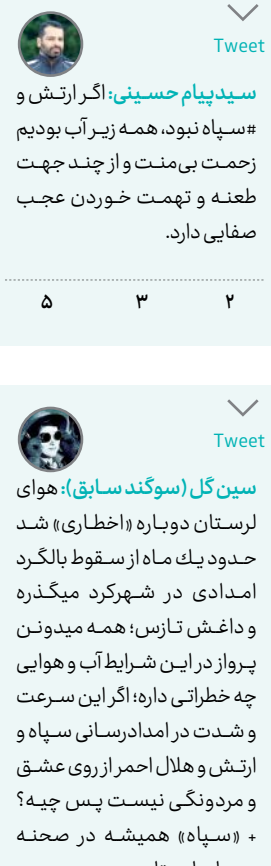 Tweet
سیدپیام حسینی: اگر ارتش و
#سپاه نبود، همه زیر آب بودیم
زحمت بی‌منت و از چند جهت
طعنه و تهمت خوردن عجب
صفایی دارد.
۲ ۳ ۵
Tweet
سین گل (سوگند سابق): هوای
لرستان دوباره «اخطاری» شد
حدود یک ماه از سقوط بالگرد
امدادی در شهرکرد میگذره
و داغش تازس؛ همه میدونن
پرواز در این شرایط آب و هوایی
چه خطراتی داره؛ اگر این سرعت
و شدت در امدادرسانی سپاه و
ارتش و هلال احمر از روی عشق
و مردونگی نیست پس چیه؟
+ «سپاه» همیشه در صحنه